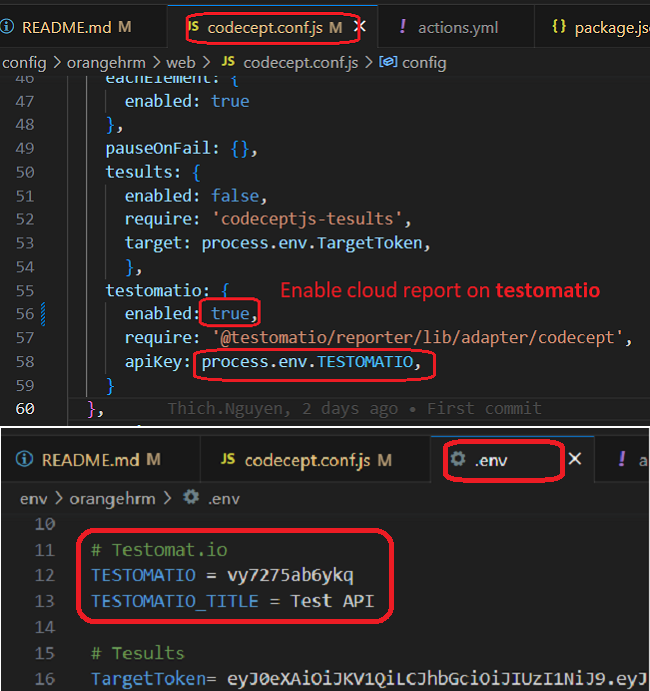 README.md M
JS codecept.conf.js M ×
! actions.yml
{} package.js
config > orangehrm > web > JS codecept.conf.js > config
46 eachElement: {
47 enabled: true
48 },
49 pauseOnFail: {},
50 tesults: {
51 enabled: false,
52 require: 'codeceptjs-tesults',
53 target: process.env.TargetToken,
54 },
55 testomatio: {
Enable cloud report on testomatio
56 enabled: true,
57 require: '@testomatio/reporter/lib/adapter/codecept',
58 apiKey: process.env.TESTOMATIO,
59 }
60 }, Thich.Nguyen, 2 days ago • First commit
README.md M
JS codecept.conf.js M
.env ×
! a
env > orangehrm > .env
10
11 # Testomat.io
12 TESTOMATIO = vy7275ab6ykq
13 TESTOMATIO_TITLE = Test API
14
15 # Tesults
16 TargetToken= eyJ0eXAiOiJKV1QiLCJhbGciOiJIUzI1NiJ9.eyJ